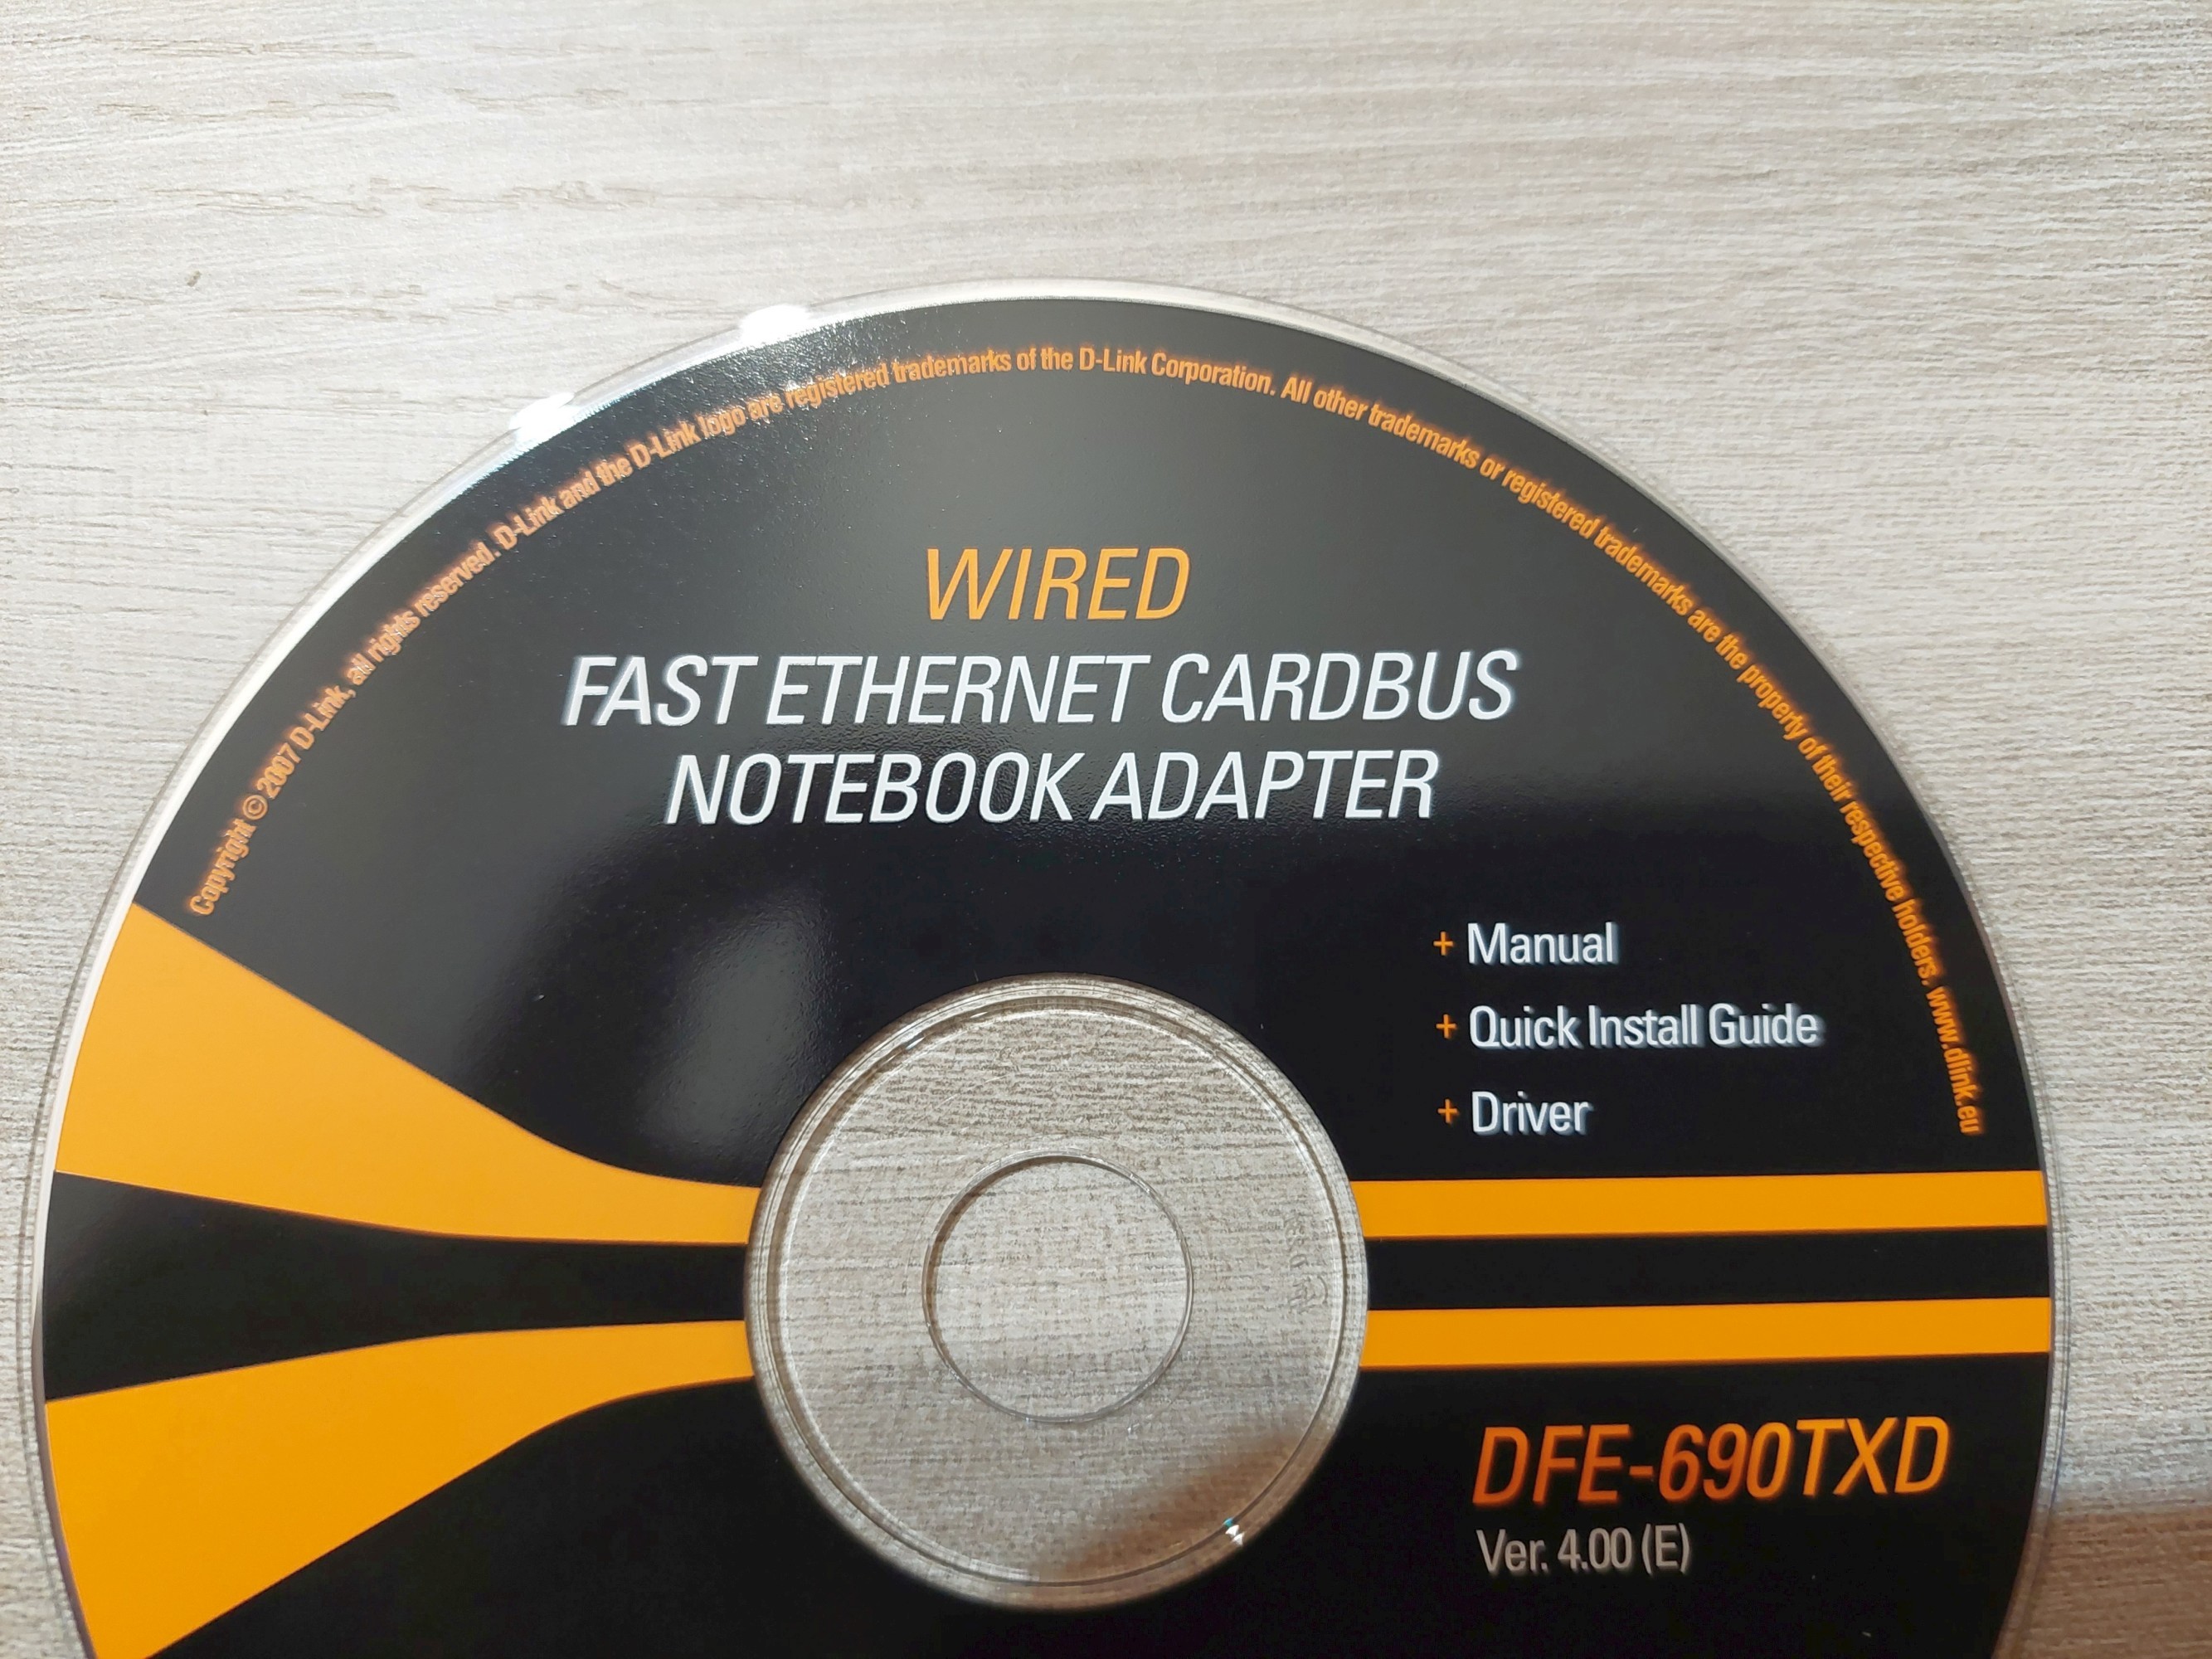 Copyright © 2007 D-Link, all rights reserved. D-Link and the D-Link logo are registered trademarks of the D-Link Corporation. All other trademarks or registered trademarks are the property of their respective holders. www.dlink.eu
WIRED
FAST ETHERNET CARDBUS
NOTEBOOK ADAPTER
+ Manual
+ Quick Install Guide
+ Driver
DFE-690TXD
Ver. 4.00 (E)